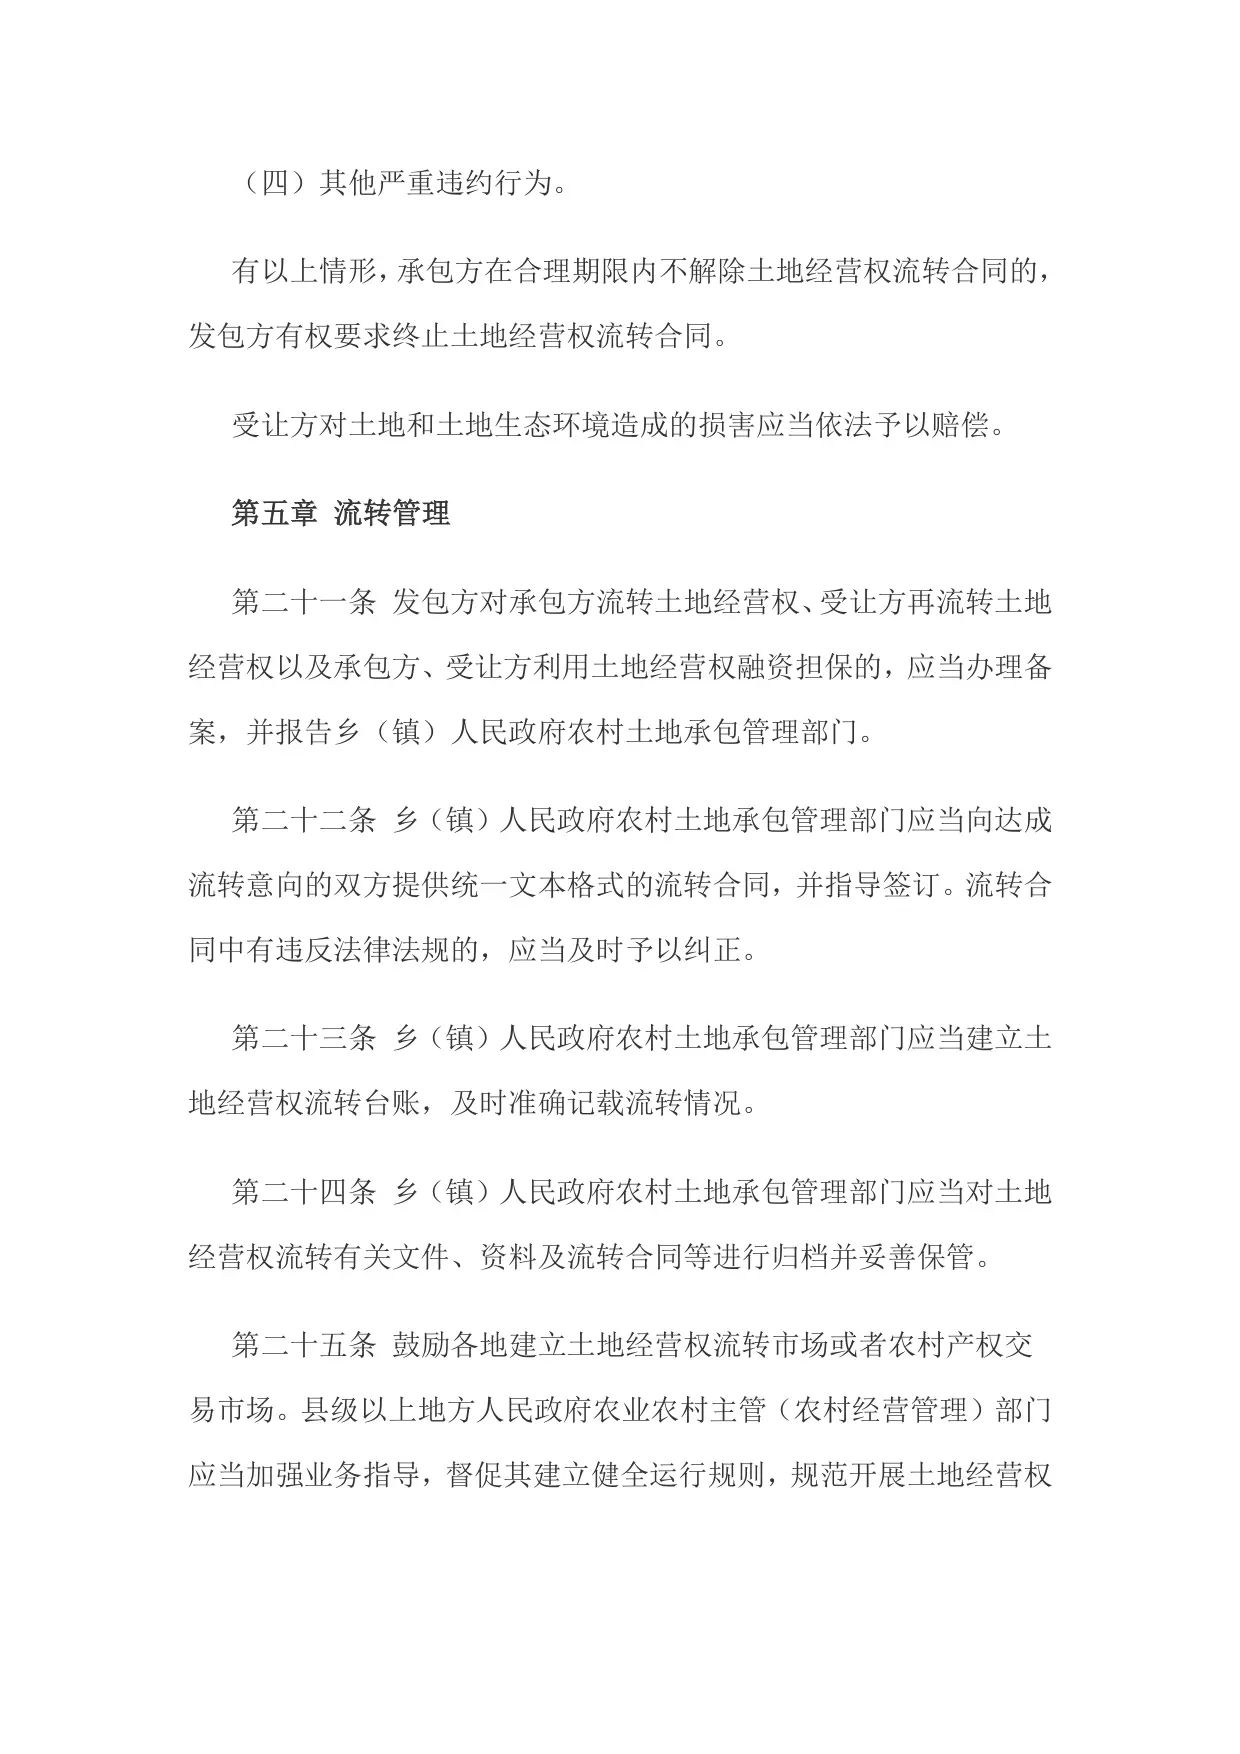 （四）其他严重违约行为。
有以上情形，承包方在合理期限内不解除土地经营权流转合同的，
发包方有权要求终止土地经营权流转合同。
受让方对土地和土地生态环境造成的损害应当依法予以赔偿。
第五章 流转管理
第二十一条 发包方对承包方流转土地经营权、受让方再流转土地
经营权以及承包方、受让方利用土地经营权融资担保的，应当办理备
案，并报告乡（镇）人民政府农村土地承包管理部门。
第二十二条 乡（镇）人民政府农村土地承包管理部门应当向达成
流转意向的双方提供统一文本格式的流转合同，并指导签订。流转合
同中有违反法律法规的，应当及时予以纠正。
第二十三条 乡（镇）人民政府农村土地承包管理部门应当建立土
地经营权流转台账，及时准确记载流转情况。
第二十四条 乡（镇）人民政府农村土地承包管理部门应当对土地
经营权流转有关文件、资料及流转合同等进行归档并妥善保管。
第二十五条 鼓励各地建立土地经营权流转市场或者农村产权交
易市场。县级以上地方人民政府农业农村主管（农村经营管理）部门
应当加强业务指导，督促其建立健全运行规则，规范开展土地经营权